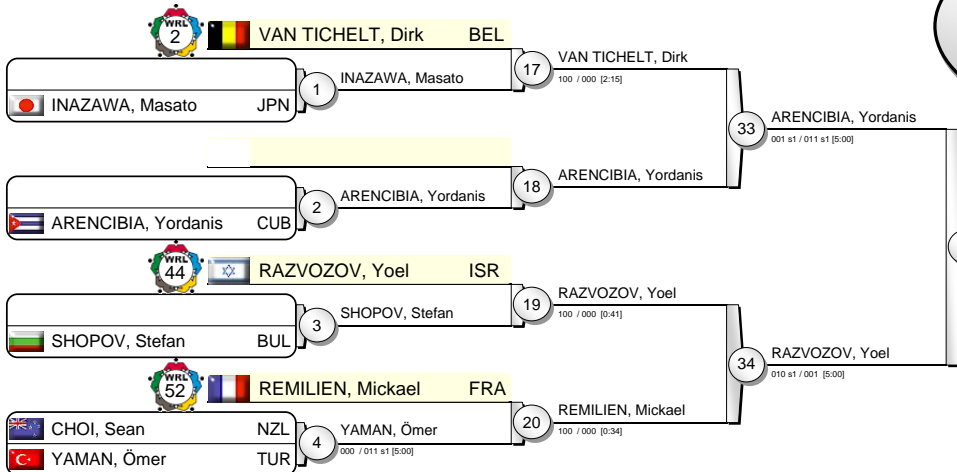 WRL 2 VAN TICHELT, Dirk BEL
INAZAWA, Masato JPN
1 INAZAWA, Masato
17 VAN TICHELT, Dirk
100 / 000 [2:15]
ARENCIBIA, Yordanis CUB
2 ARENCIBIA, Yordanis
18 ARENCIBIA, Yordanis
33 ARENCIBIA, Yordanis
001 s1 / 011 s1 [5:00]
WRL 44 RAZVOZOV, Yoel ISR
SHOPOV, Stefan BUL
3 SHOPOV, Stefan
19 RAZVOZOV, Yoel
100 / 000 [0:41]
WRL 52 REMILIEN, Mickael FRA
CHOI, Sean NZL
YAMAN, Ömer TUR
4 YAMAN, Ömer
000 / 011 s1 [5:00]
20 REMILIEN, Mickael
100 / 000 [0:34]
34 RAZVOZOV, Yoel
010 s1 / 001 [5:00]